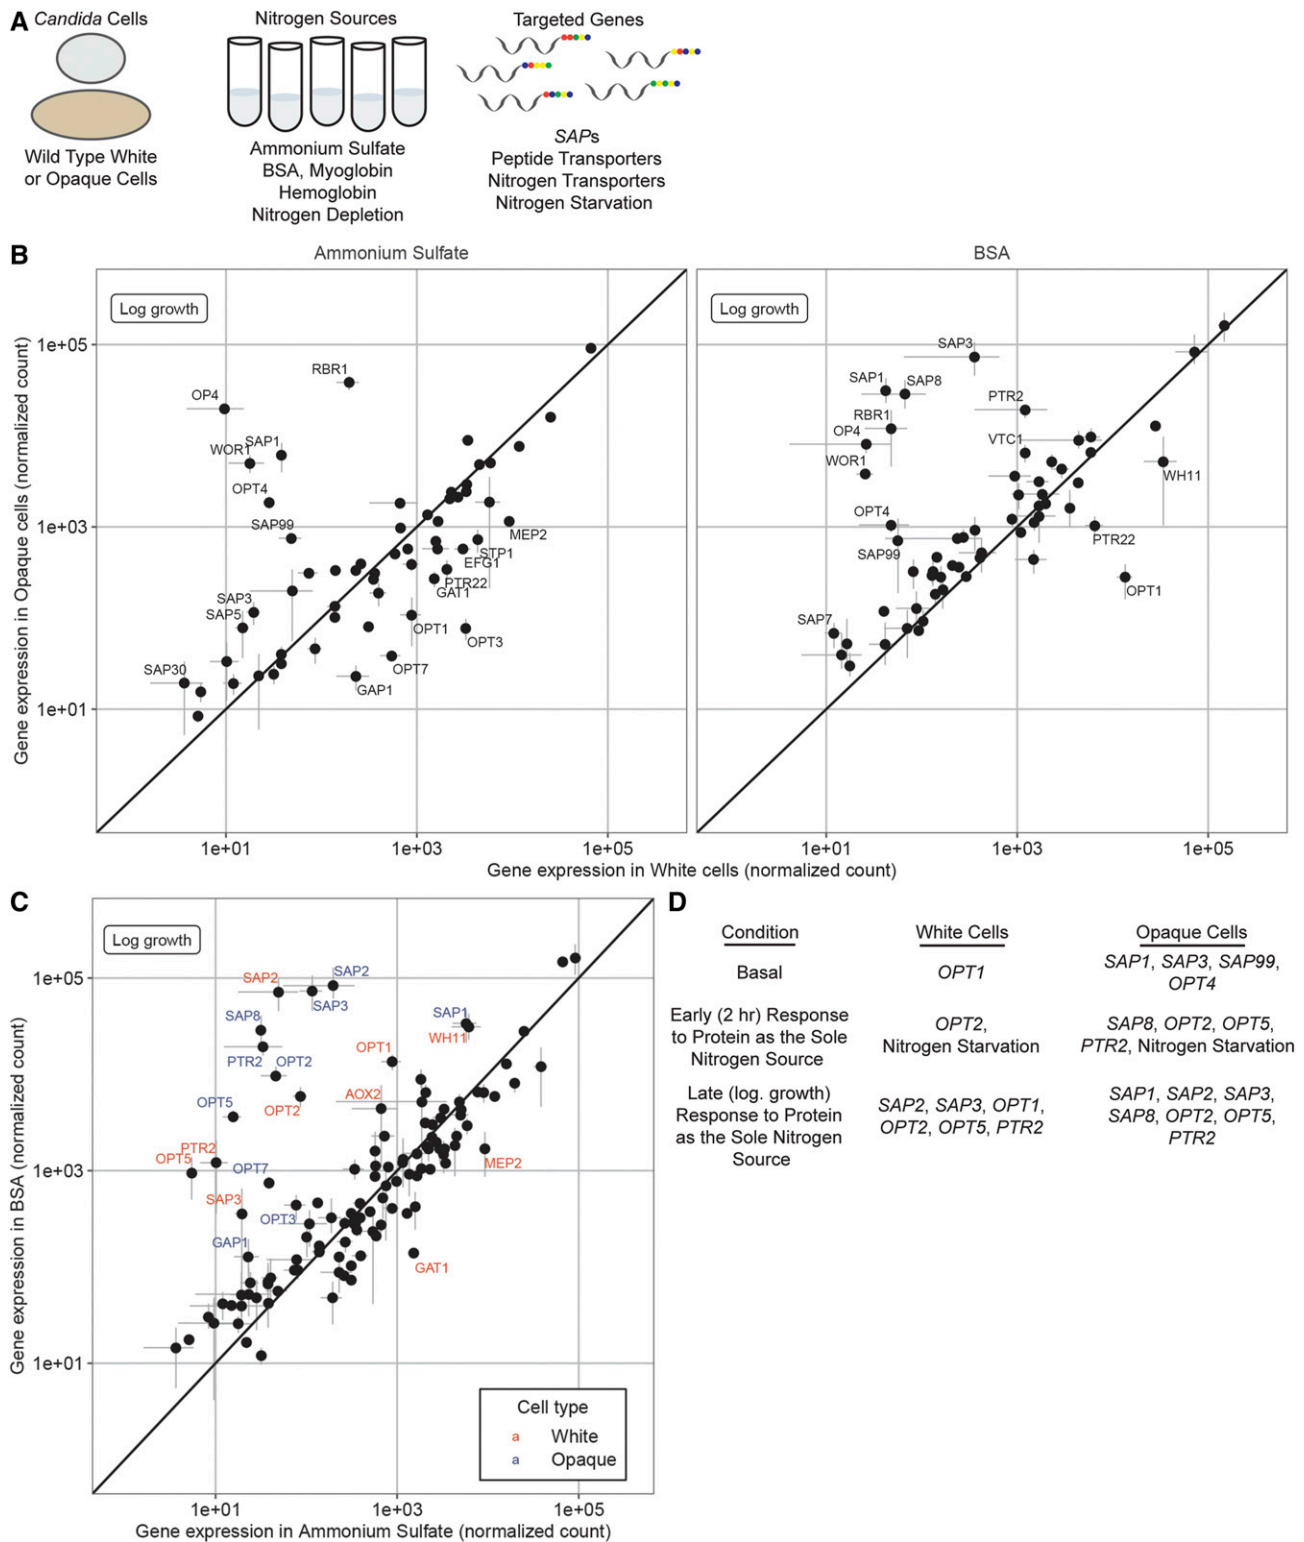 A
Candida Cells
Wild Type White
or Opaque Cells
Nitrogen Sources
Ammonium Sulfate
BSA, Myoglobin
Hemoglobin
Nitrogen Depletion
Targeted Genes
SAPs
Peptide Transporters
Nitrogen Transporters
Nitrogen Starvation
B
Ammonium Sulfate
Log growth
Gene expression in Opaque cells (normalized count)
1e+05
1e+03
1e+01
RBR1
OP4
SAP1
WOR1
OPT4
SAP99
MEP2
STP1
EFG1
PTR22
GAT1
SAP3
SAP5
OPT1
OPT3
OPT7
SAP30
GAP1
1e+01
1e+03
1e+05
BSA
Log growth
SAP3
SAP1
SAP8
PTR2
RBR1
OP4
VTC1
WOR1
WH11
OPT4
PTR22
SAP99
OPT1
SAP7
1e+01
1e+03
1e+05
Gene expression in White cells (normalized count)
C
Log growth
Gene expression in BSA (normalized count)
1e+05
1e+03
1e+01
SAP2
SAP2
SAP3
SAP8
SAP1
WH11
PTR2
OPT2
OPT1
OPT2
AOX2
OPT5
PTR2
OPT5
OPT7
MEP2
SAP3
OPT3
GAP1
GAT1
Cell type
a White
a Opaque
1e+01
1e+03
1e+05
Gene expression in Ammonium Sulfate (normalized count)
D
Condition
White Cells
Opaque Cells
Basal
OPT1
SAP1, SAP3, SAP99,
OPT4
Early (2 hr) Response
to Protein as the Sole
Nitrogen Source
OPT2,
Nitrogen Starvation
SAP8, OPT2, OPT5,
PTR2, Nitrogen Starvation
Late (log. growth)
Response to Protein
as the Sole Nitrogen
Source
SAP2, SAP3, OPT1,
OPT2, OPT5, PTR2
SAP1, SAP2, SAP3,
SAP8, OPT2, OPT5,
PTR2